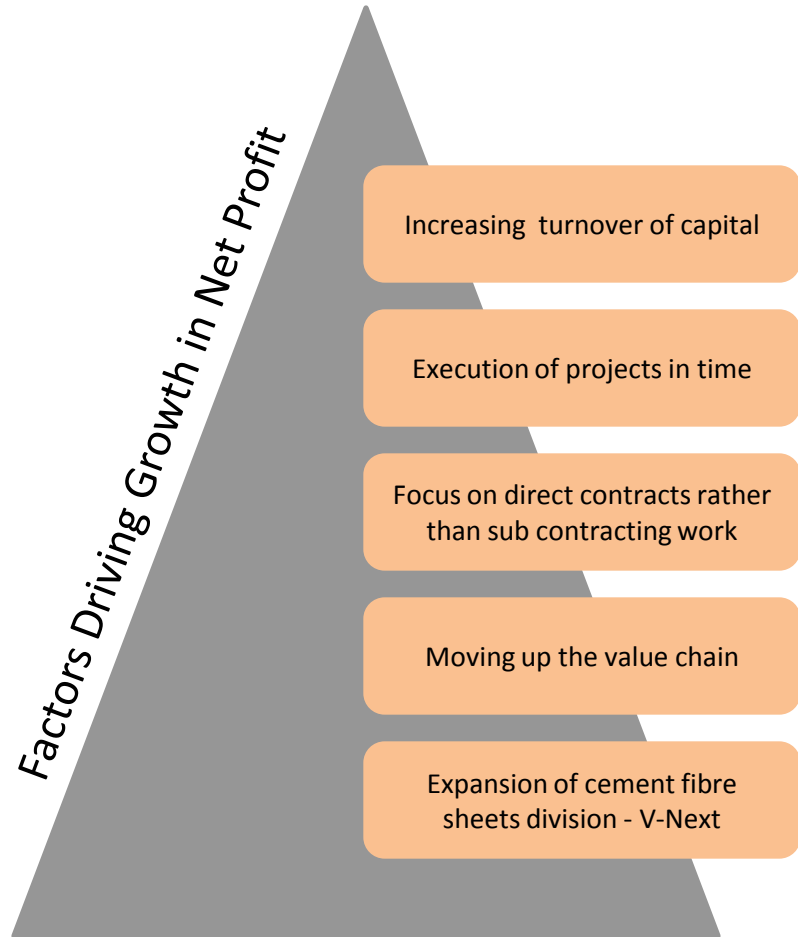 Factors Driving Growth in Net Profit
Increasing turnover of capital
Execution of projects in time
Focus on direct contracts rather
than sub contracting work
Moving up the value chain
Expansion of cement fibre
sheets division - V-Next